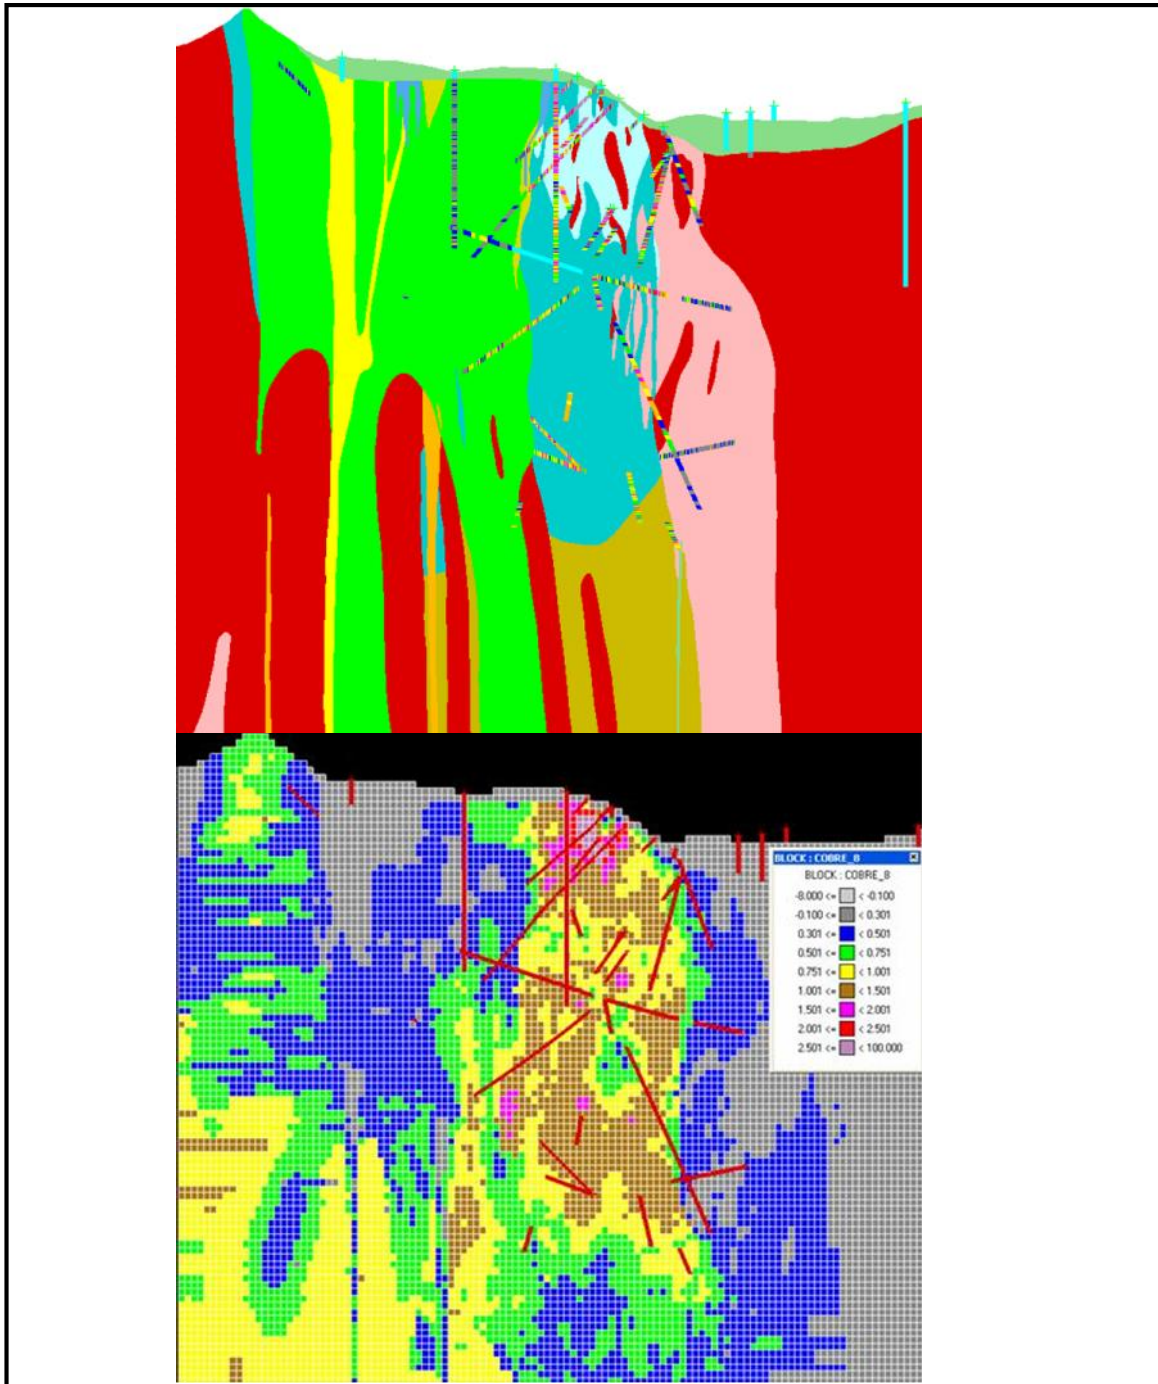 BLOCK : COBRE_8
BLOCK : COBRE_8
-8.000 <= < -0.100
-0.100 <= < 0.301
0.301 <= < 0.501
0.501 <= < 0.751
0.751 <= < 1.001
1.001 <= < 1.501
1.501 <= < 2.001
2.001 <= < 2.501
2.501 <= < 100.000